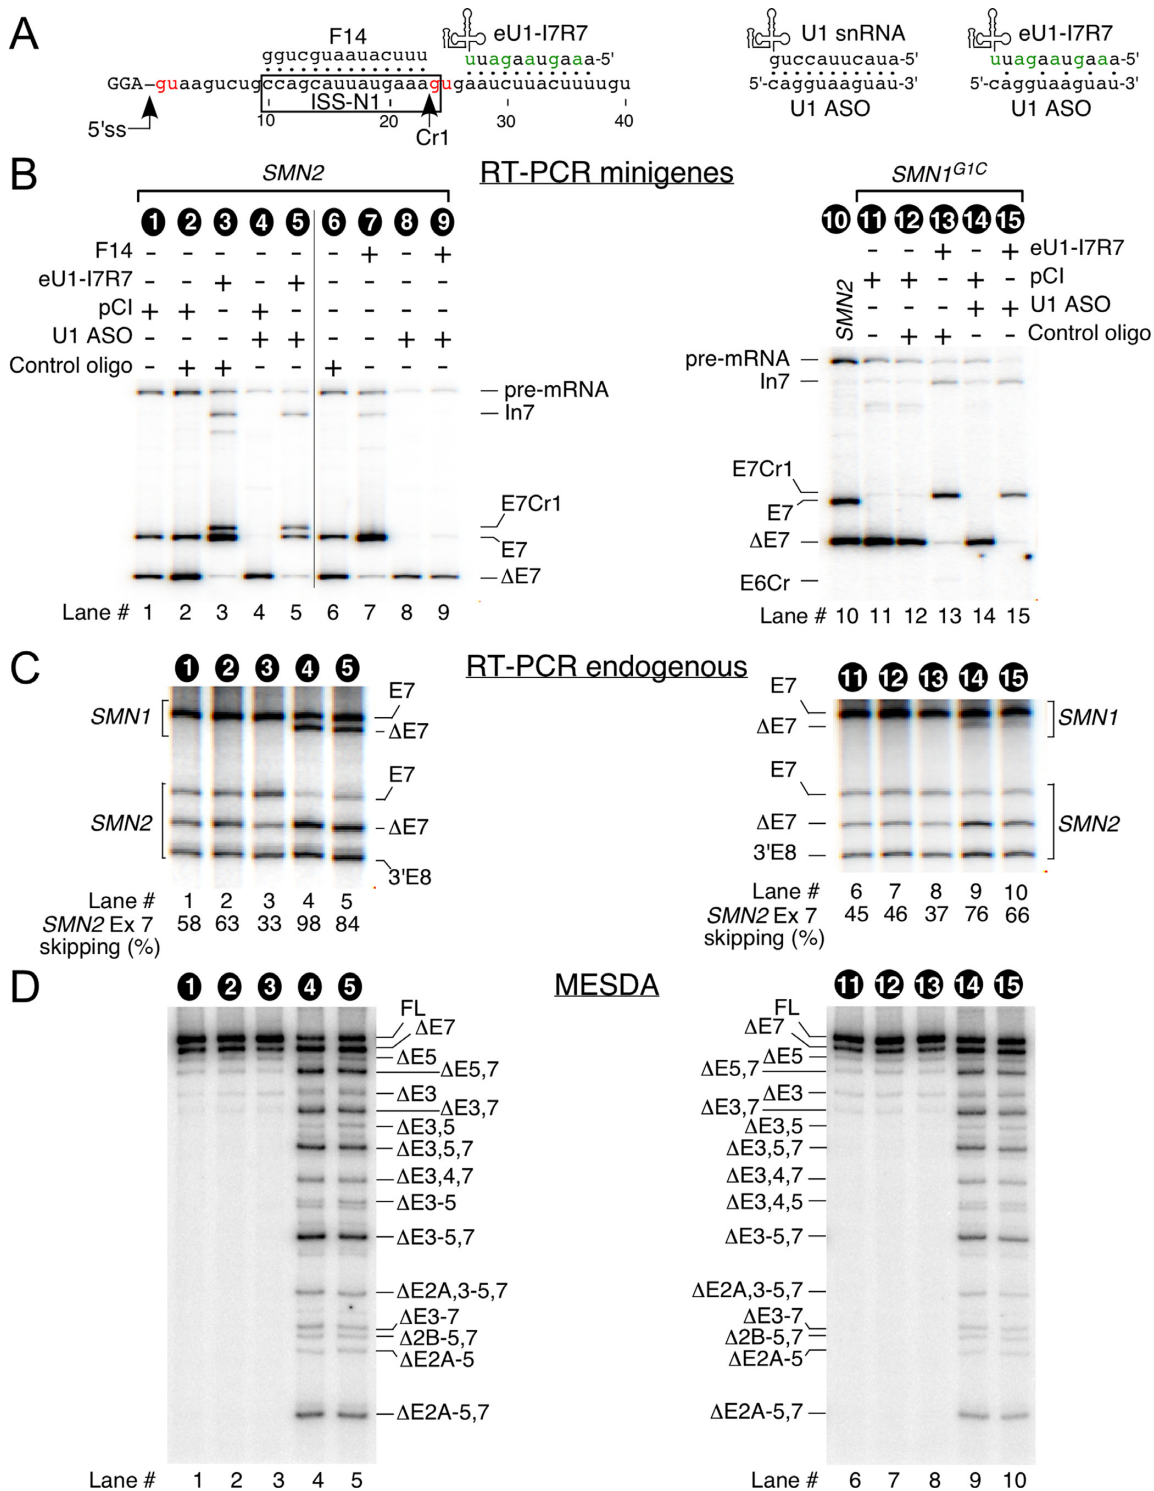 A
F14
eU1-I7R7
U1 snRNA
eU1-I7R7
ggucguaauacuuu
uuagaaugaaa-5'
guccauucaua-5'
uuagaaugaaa-5'
GGA–guaagucugccagcauuaugaaagugaaucuuacuuuugu
5'-cagguaaguau-3'
5'-cagguaaguau-3'
ISS-N1
U1 ASO
U1 ASO
5'ss
10
20
Cr1
30
40
B
SMN2
RT-PCR minigenes
SMN1G1C
1 2 3 4 5 6 7 8 9
10 11 12 13 14 15
F14 – – – – – – + – +
eU1-I7R7 – – + – + – – – –
pCI + + – + – – – – –
U1 ASO – – – + + – – + +
Control oligo – + + – – + – – –
SMN2
– – + – + eU1-I7R7
+ + – + – pCI
– – – + + U1 ASO
– + + – – Control oligo
pre-mRNA
In7
E7Cr1
E7
ΔE7
pre-mRNA
In7
E7Cr1
E7
ΔE7
E6Cr
Lane # 1 2 3 4 5 6 7 8 9
Lane # 10 11 12 13 14 15
C
1 2 3 4 5
RT-PCR endogenous
11 12 13 14 15
SMN1
E7
ΔE7
SMN2
E7
ΔE7
3'E8
E7
ΔE7
SMN1
E7
ΔE7
SMN2
3'E8
Lane # 1 2 3 4 5
SMN2 Ex 7 58 63 33 98 84
skipping (%)
Lane # 6 7 8 9 10
SMN2 Ex 7 45 46 37 76 66
skipping (%)
D
1 2 3 4 5
MESDA
11 12 13 14 15
FL
ΔE7
ΔE5
ΔE5,7
ΔE3
ΔE3,7
ΔE3,5
ΔE3,5,7
ΔE3,4,7
ΔE3-5
ΔE3-5,7
ΔE2A,3-5,7
ΔE3-7
Δ2B-5,7
ΔE2A-5
ΔE2A-5,7
FL
ΔE7
ΔE5
ΔE5,7
ΔE3
ΔE3,7
ΔE3,5
ΔE3,5,7
ΔE3,4,7
ΔE3,4,5
ΔE3-5,7
ΔE2A,3-5,7
ΔE3-7
Δ2B-5,7
ΔE2A-5
ΔE2A-5,7
Lane # 1 2 3 4 5
Lane # 6 7 8 9 10